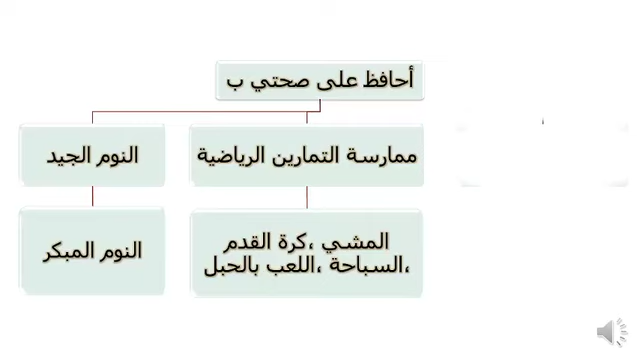 أحافظ على صحتي ب
ممارسة التمارين الرياضية
النوم الجيد
المشي ،كرة القدم
،السباحة ،اللعب بالحبل
النوم المبكر